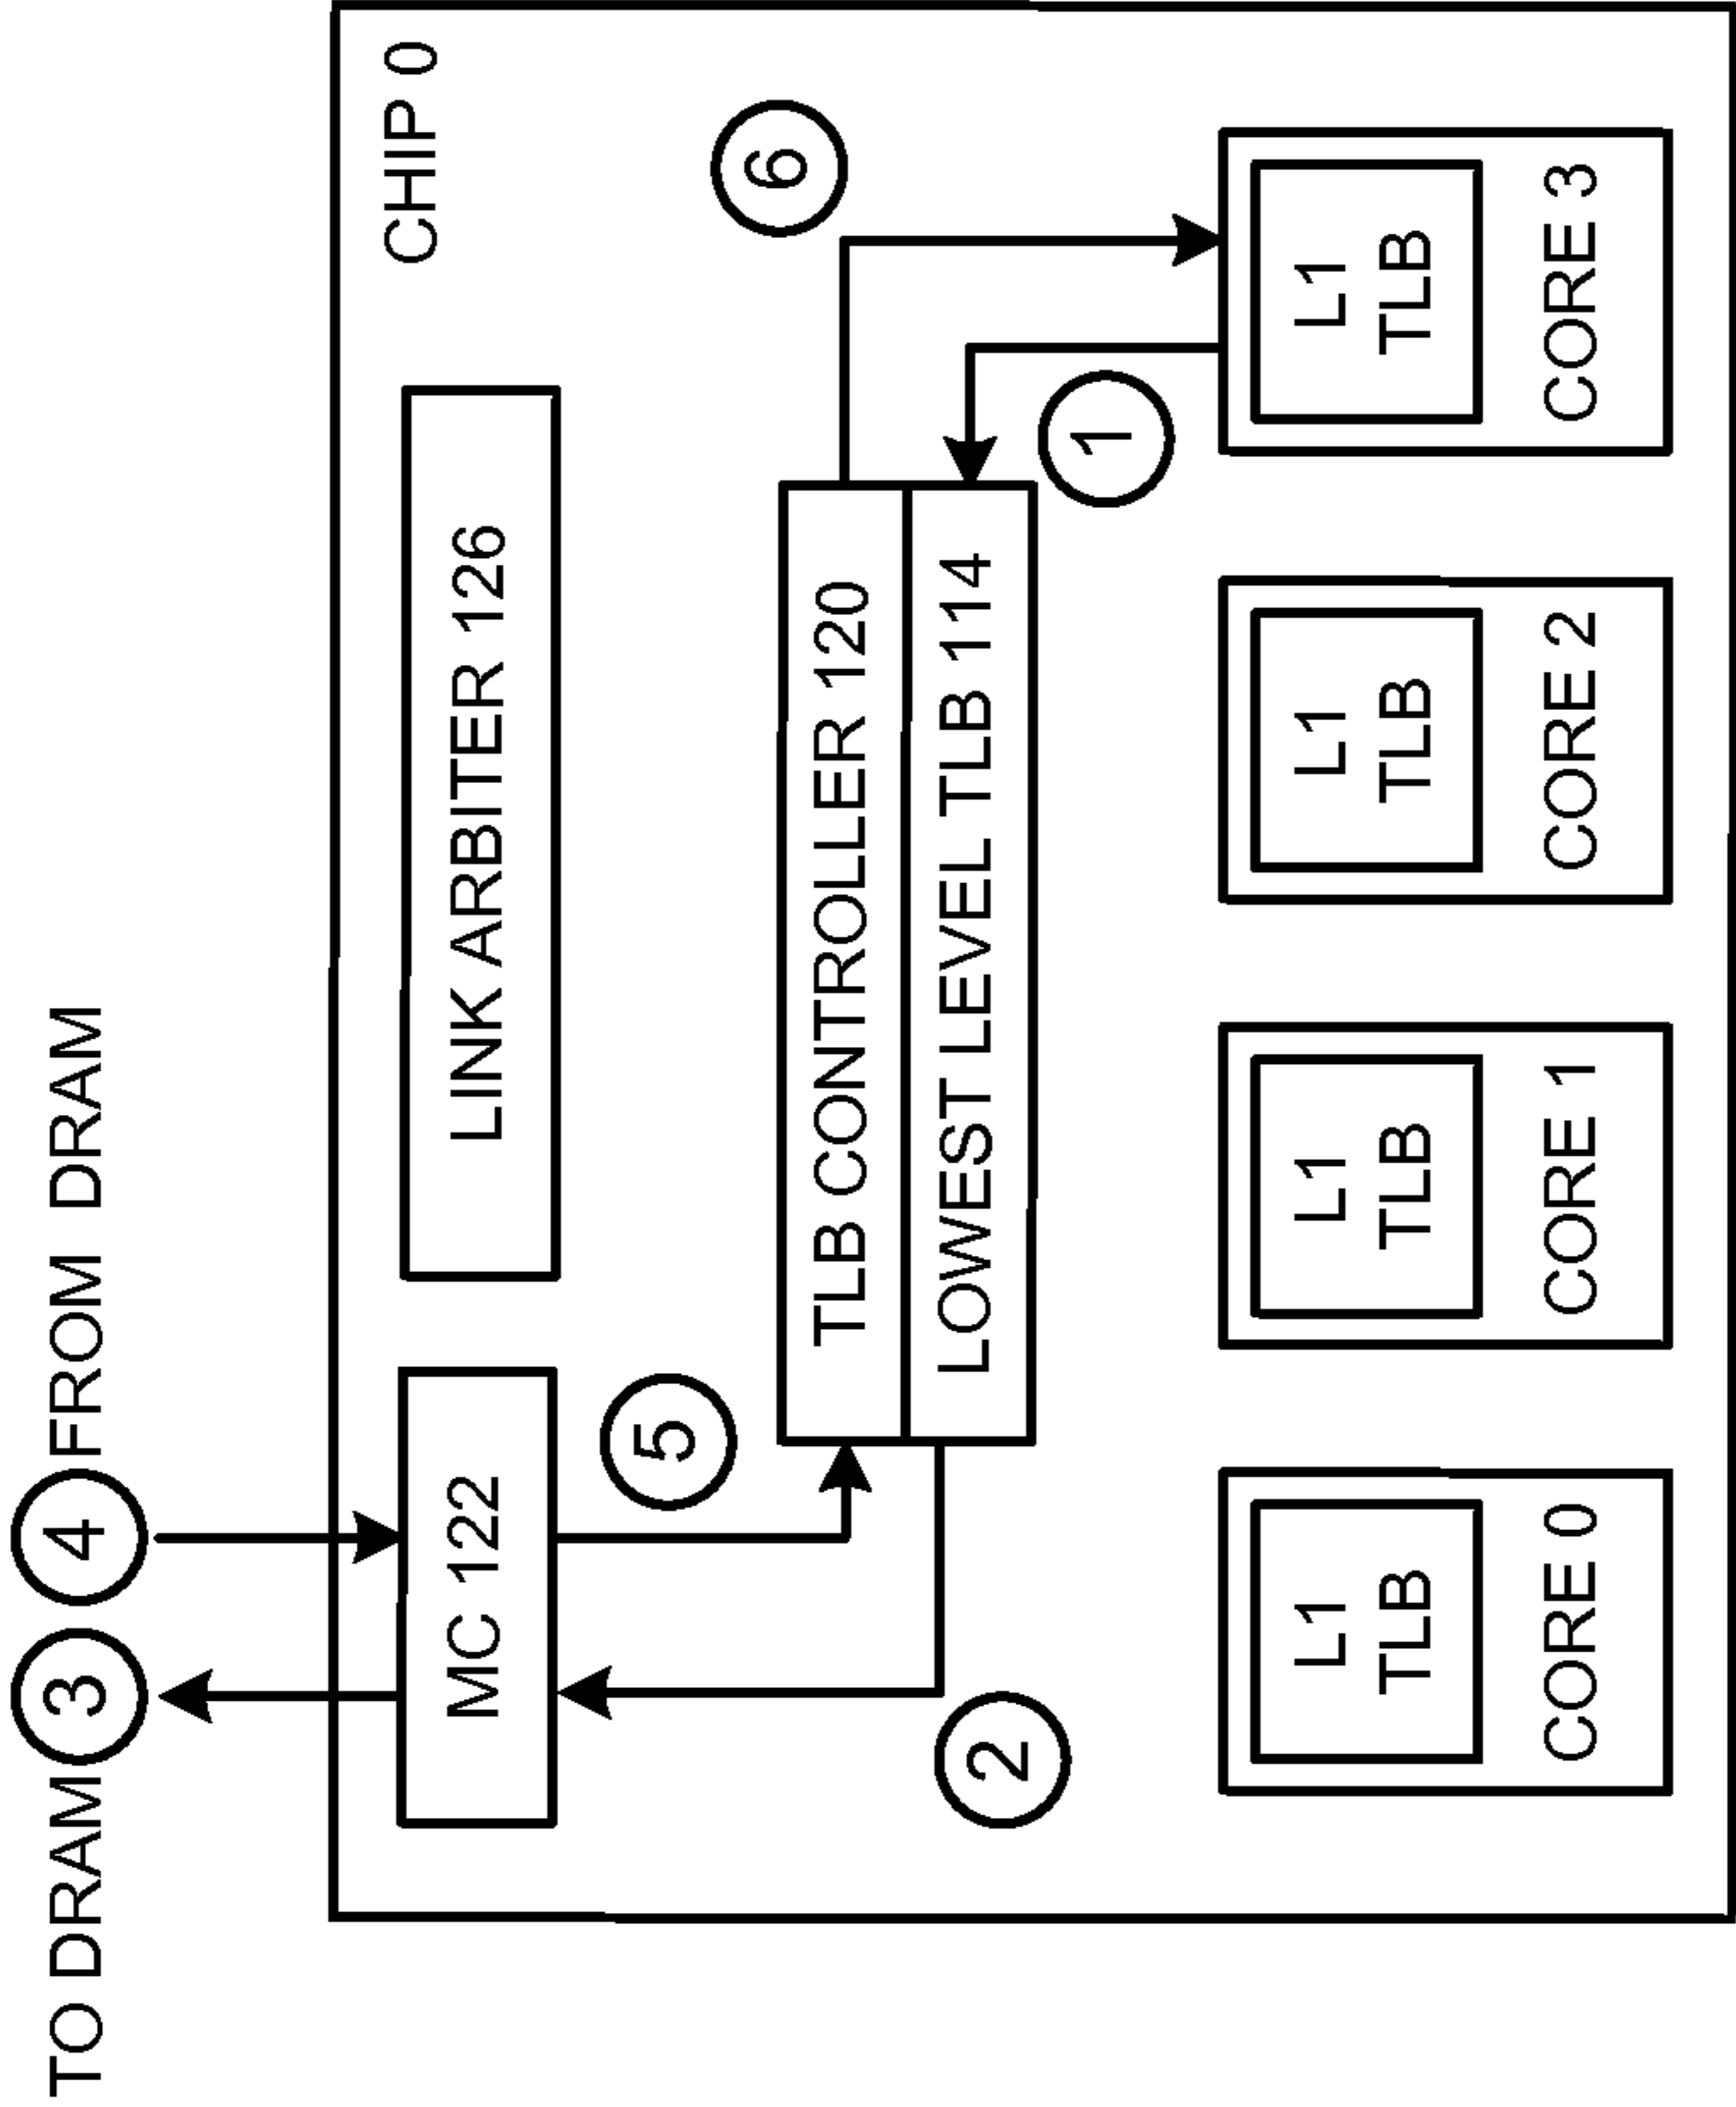 TO DRAM 3 4 FROM DRAM
CHIP 0
MC 122
LINK ARBITER 126
5
6
TLB CONTROLLER 120
LOWEST LEVEL TLB 114
2
1
L1
TLB
CORE 0
L1
TLB
CORE 1
L1
TLB
CORE 2
L1
TLB
CORE 3